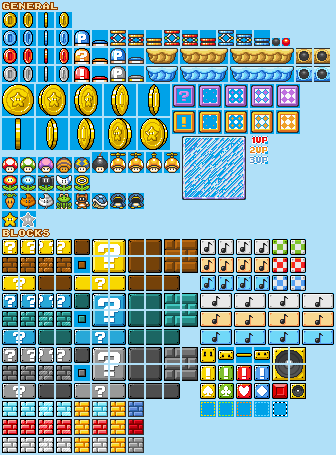 GENERAL
P
P
! P
? !
!
1UP
2UP
3UP
BLOCKS
? ? ? ?
?
? ? ? ?
?
? ? ? ?
?
! ! ! !